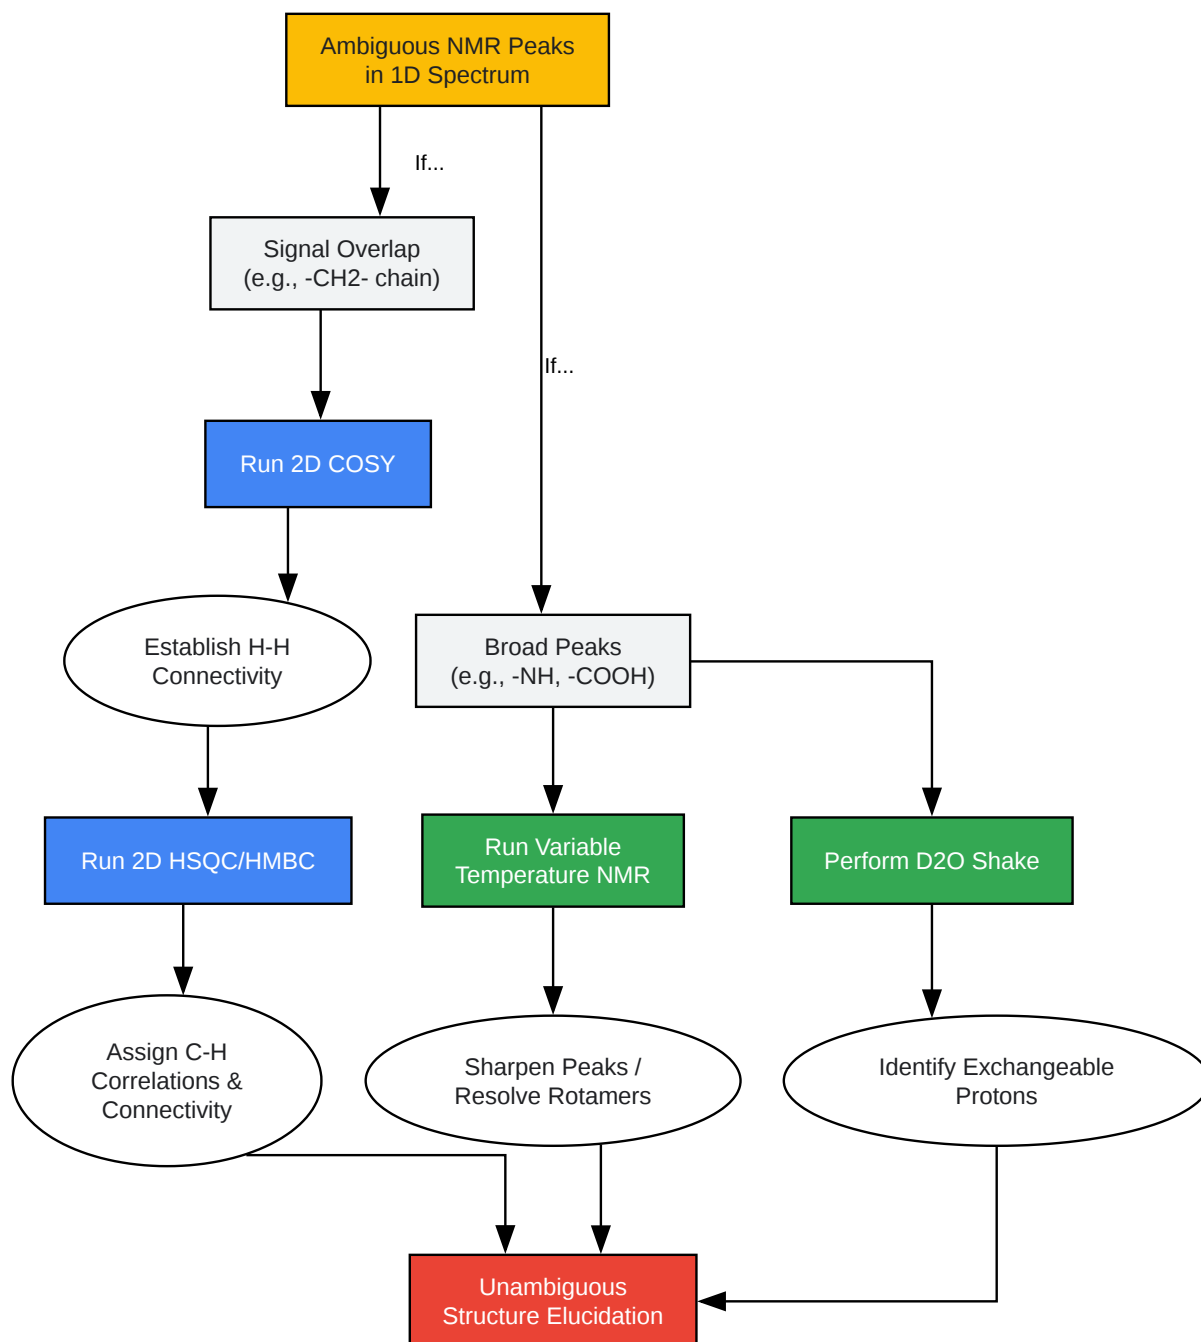 Ambiguous NMR Peaks
in 1D Spectrum
If...
Signal Overlap
(e.g., -CH2- chain)
If...
Run 2D COSY
Establish H-H
Connectivity
Broad Peaks
(e.g., -NH, -COOH)
Run 2D HSQC/HMBC
Run Variable
Temperature NMR
Perform D2O Shake
Assign C-H
Correlations &
Connectivity
Sharpen Peaks /
Resolve Rotamers
Identify Exchangeable
Protons
Unambiguous
Structure Elucidation